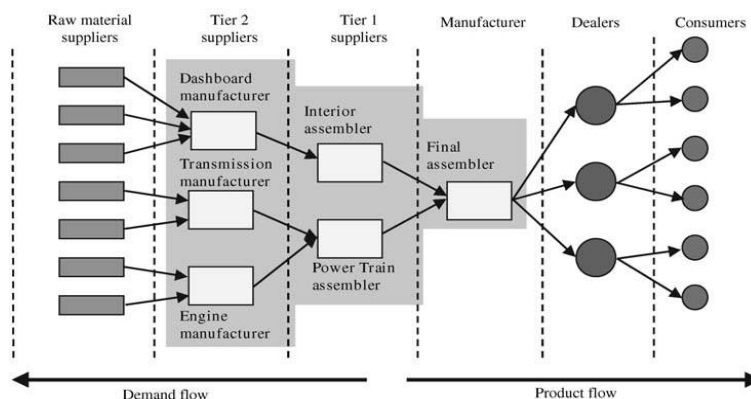 Raw material
suppliers
Tier 2
suppliers
Tier 1
suppliers
Manufacturer
Dealers
Consumers
Dashboard
manufacturer
Interior
assembler
Final
assembler
Transmission
manufacturer
Power Train
assembler
Engine
manufacturer
Demand flow
Product flow